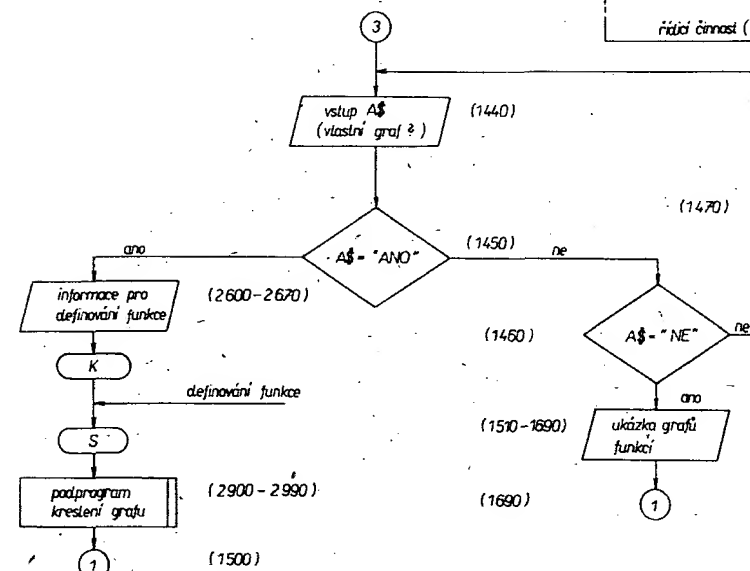 3
řídicí činnost (
vstup A$
(vlastní graf ?)
(1440)
(1470)
ano
A$ = "ANO"
(1450)
ne
informace pro
definování funkce
(2600-2670)
(1460)
A$ = "NE"
ne
K
definování funkce
ano
S
(1510-1690)
ukázka grafů
funkcí
podprogram
kreslení grafu
(2900-2990)
(1690)
1
1
(1500)